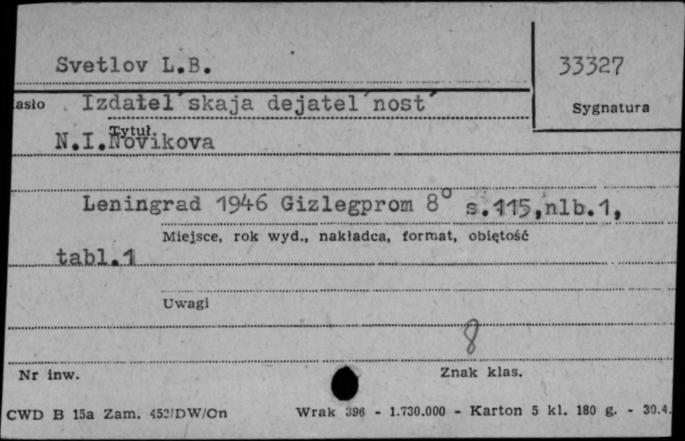 Svetlov L.B.
33327
asło
Izdatel'skaja dejatel'nost'
Sygnatura
Tytuł
N.I.Novikova
Leningrad 1946 Gizlegprom 8° s.115,nlb.1,
Miejsce, rok wyd., nakładca, format, objętość
tabl.1
Uwagi
8
Nr inw.
Znak klas.
CWD B 15a Zam. 452/DW/On
Wrak 396 - 1.730.000 - Karton 5 kl. 180 g. - 30.4.